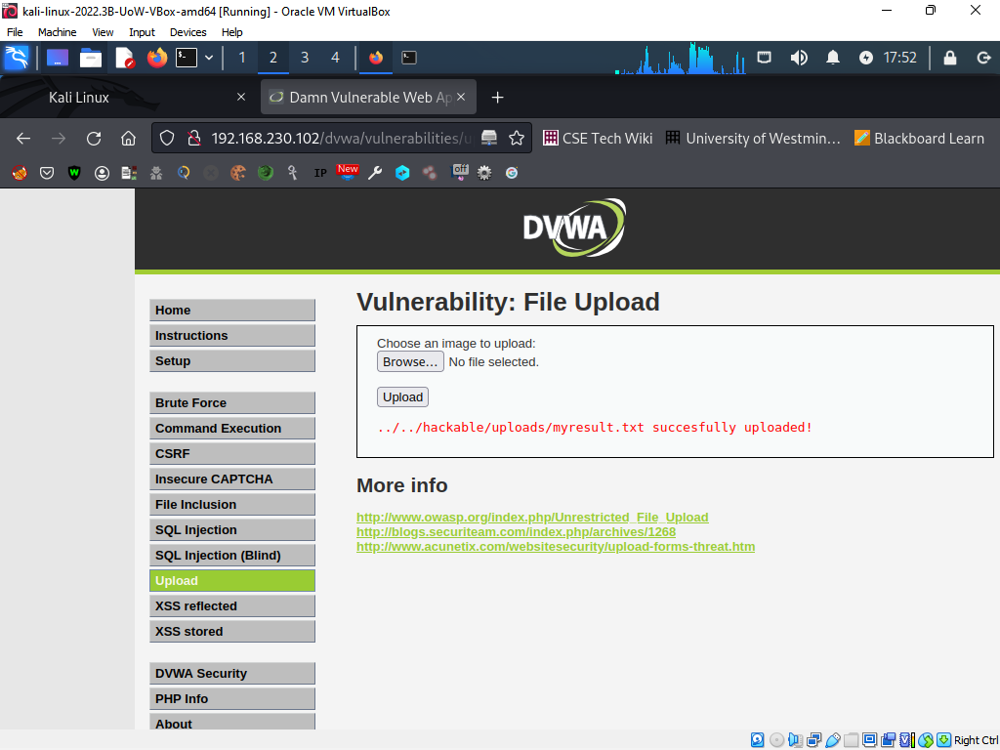 kali-linux-2022.3B-UoW-VBox-amd64 [Running] - Oracle VM VirtualBox
File Machine View Input Devices Help
1 2 3 4 17:52
Kali Linux × Damn Vulnerable Web Ap × +
192.168.230.102/dvwa/vulnerabilities/u CSE Tech Wiki University of Westmin… Blackboard Learn
IP New off
DVWA
Vulnerability: File Upload
Choose an image to upload:
Browse... No file selected.
Upload
../../hackable/uploads/myresult.txt succesfully uploaded!
More info
http://www.owasp.org/index.php/Unrestricted_File_Upload
http://blogs.securiteam.com/index.php/archives/1268
http://www.acunetix.com/websitesecurity/upload-forms-threat.htm
Home
Instructions
Setup
Brute Force
Command Execution
CSRF
Insecure CAPTCHA
File Inclusion
SQL Injection
SQL Injection (Blind)
Upload
XSS reflected
XSS stored
DVWA Security
PHP Info
About
Right Ctrl